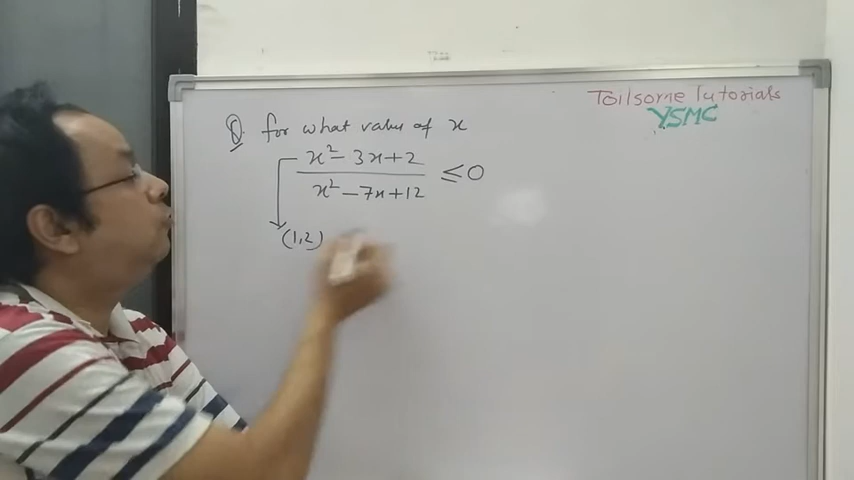 Toilsome Tutorials
YSMC
Q. for what value of x
x² - 3x + 2
x² - 7x + 12
≤ 0
(1,2)